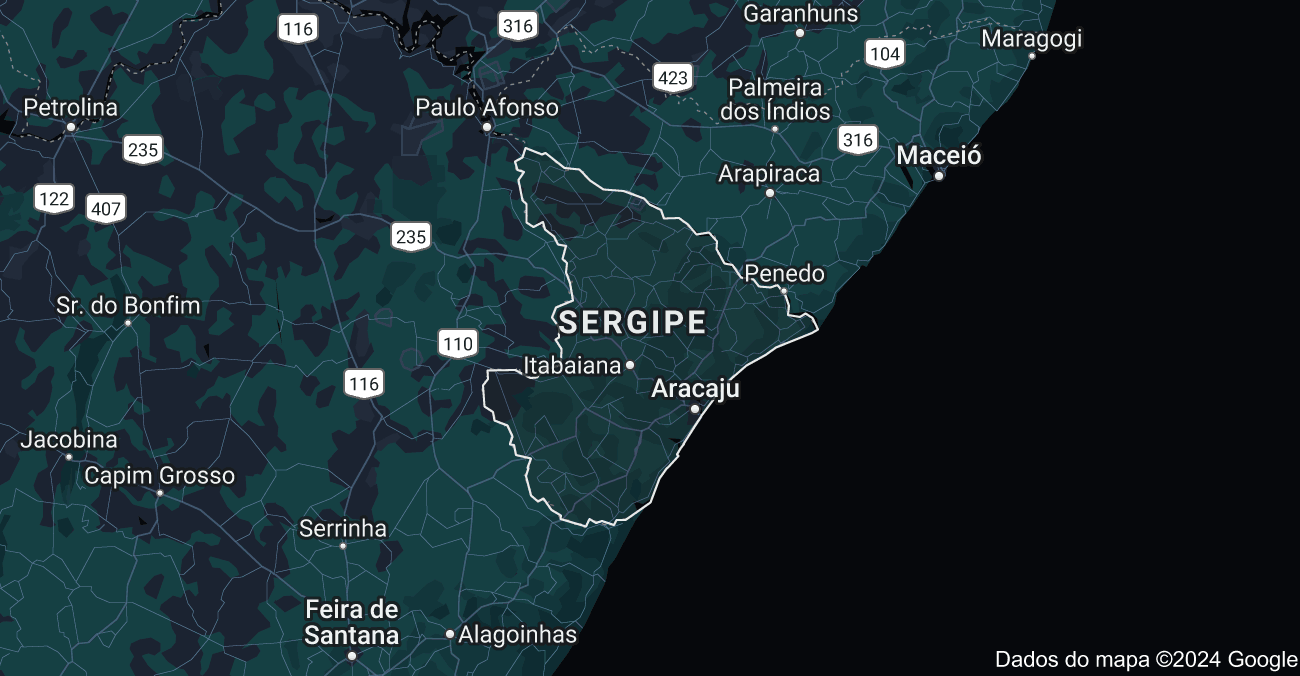 Garanhuns
116
316
Maragogi
104
423
Palmeira
dos Índios
Petrolina
Paulo Afonso
235
316
Maceió
Arapiraca
122
407
235
Penedo
Sr. do Bonfim
SERGIPE
110
Itabaiana
116
Aracaju
Jacobina
Capim Grosso
Serrinha
Feira de
Santana
Alagoinhas
Dados do mapa ©2024 Google